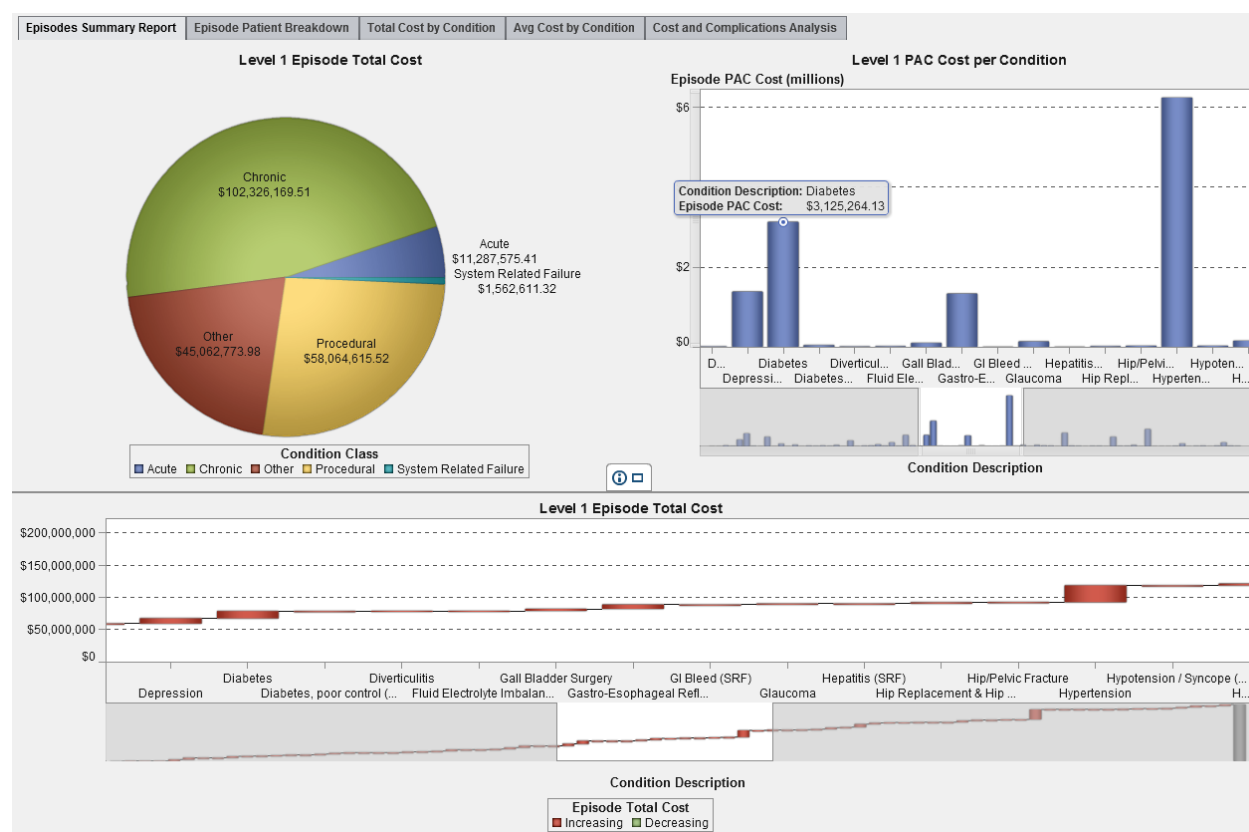 Episodes Summary Report Episode Patient Breakdown Total Cost by Condition Avg Cost by Condition Cost and Complications Analysis
Level 1 Episode Total Cost
Chronic
$102,326,169.51
Acute
$11,287,575.41
System Related Failure
$1,562,611.32
Other
$45,062,773.98
Procedural
$58,064,615.52
Condition Class
Acute Chronic Other Procedural System Related Failure
Level 1 PAC Cost per Condition
Episode PAC Cost (millions)
$6
Condition Description: Diabetes
Episode PAC Cost: $3,125,264.13
$2
$0
D... Diabetes Diverticul... Gall Blad... GI Bleed ... Hepatitis... Hip/Pelvi... Hypoten...
Depressi... Diabetes... Fluid Ele... Gastro-E... Glaucoma Hip Repl... Hyperten... H...
Condition Description
Level 1 Episode Total Cost
$200,000,000
$150,000,000
$100,000,000
$50,000,000
$0
Diabetes Diverticulitis Gall Bladder Surgery GI Bleed (SRF) Hepatitis (SRF) Hip/Pelvic Fracture Hypotension / Syncope (...
Depression Diabetes, poor control (... Fluid Electrolyte Imbalan... Gastro-Esophageal Refl... Glaucoma Hip Replacement & Hip ... Hypertension H...
Condition Description
Episode Total Cost
Increasing Decreasing